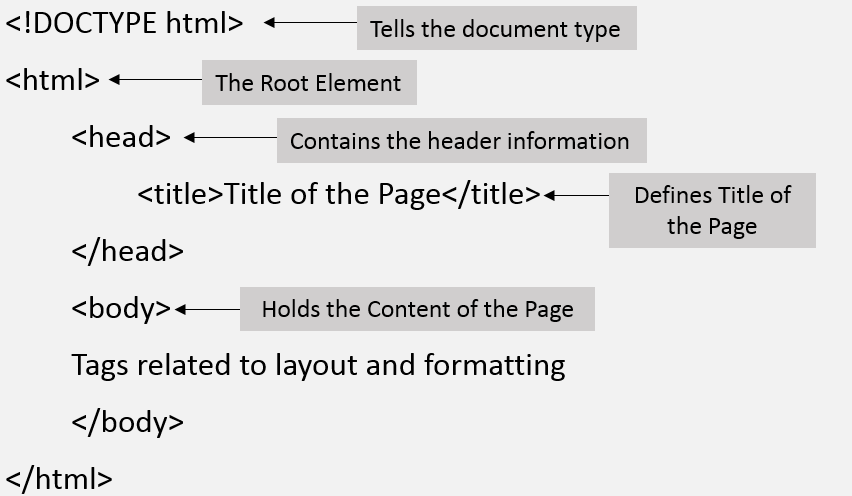 <!DOCTYPE html>
Tells the document type
<html>
The Root Element
<head>
Contains the header information
<title>Title of the Page</title>
Defines Title of
the Page
</head>
<body>
Holds the Content of the Page
Tags related to layout and formatting
</body>
</html>